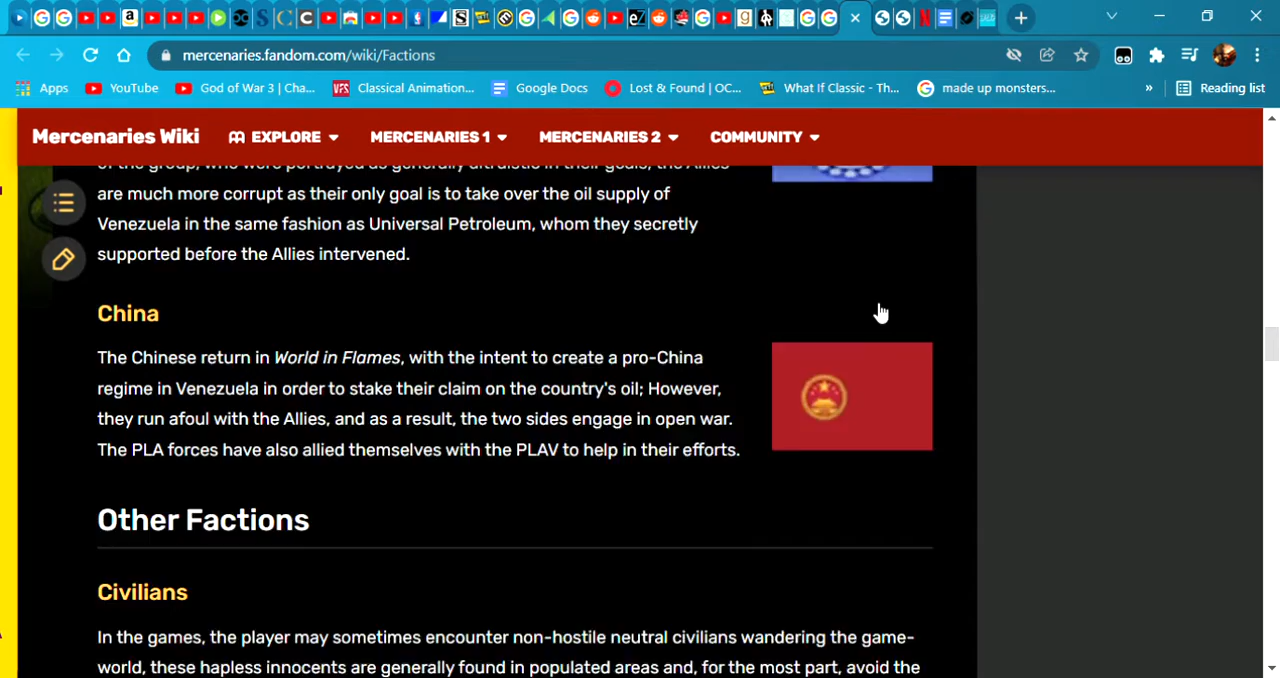 mercenaries.fandom.com/wiki/Factions
Apps YouTube God of War 3 | Cha... Classical Animation... Google Docs Lost & Found | OC... What If Classic - Th... made up monsters... » Reading list
Mercenaries Wiki EXPLORE MERCENARIES 1 MERCENARIES 2 COMMUNITY
of the group, who were portrayed as generally altruistic in their goals, the Allies
are much more corrupt as their only goal is to take over the oil supply of
Venezuela in the same fashion as Universal Petroleum, whom they secretly
supported before the Allies intervened.
China
The Chinese return in World in Flames, with the intent to create a pro-China
regime in Venezuela in order to stake their claim on the country's oil; However,
they run afoul with the Allies, and as a result, the two sides engage in open war.
The PLA forces have also allied themselves with the PLAV to help in their efforts.
Other Factions
Civilians
In the games, the player may sometimes encounter non-hostile neutral civilians wandering the game-
world, these hapless innocents are generally found in populated areas and, for the most part, avoid the